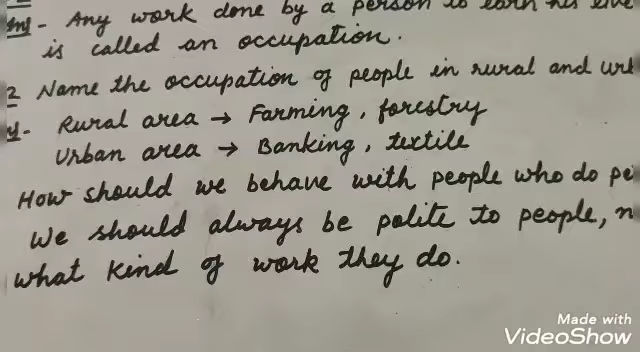 Ans - Any work done by a person to earn his
is called an occupation.
2 Name the occupation of people in rural and
Rural area → Farming, forestry
Urban area → Banking, textile
How should we behave with people who do
We should always be polite to people,
what kind of work they do.
Made with
VideoShow